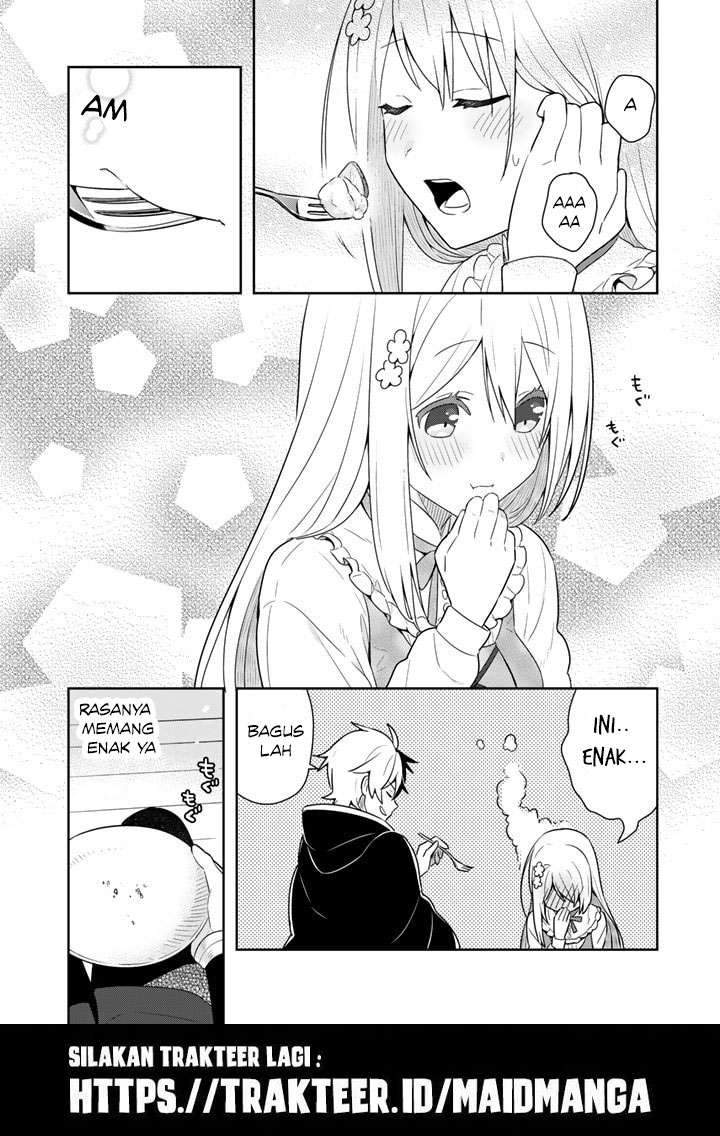 A
AAA
AA
AM
もぐ
もぐ
INI..
ENAK...
BAGUS
LAH
RASANYA
MEMANG
ENAK YA
もぐ
もぐ
SILAKAN TRAKTEER LAGI :
HTTPS.//TRAKTEER.ID/MAIDMANGA